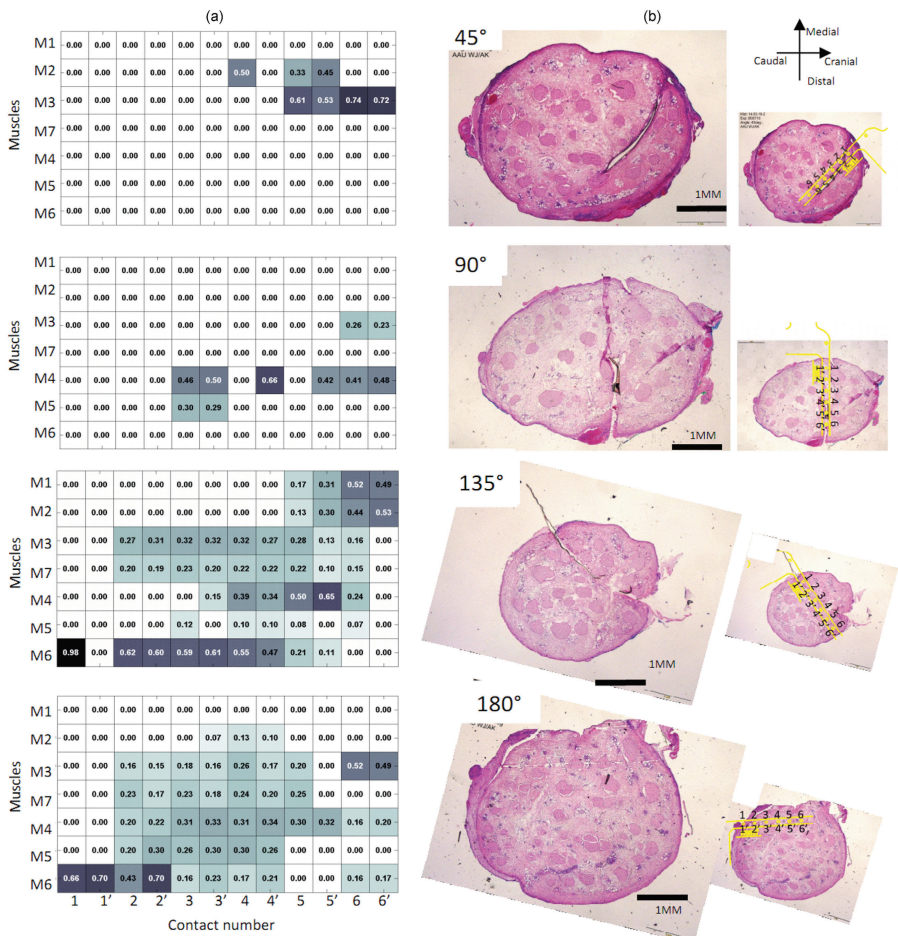 (a)
(b)
Muscles
M1 0.00 0.00 0.00 0.00 0.00 0.00 0.00 0.00 0.00 0.00 0.00 0.00
M2 0.00 0.00 0.00 0.00 0.00 0.00 0.50 0.00 0.33 0.45 0.00 0.00
M3 0.00 0.00 0.00 0.00 0.00 0.00 0.00 0.00 0.61 0.53 0.74 0.72
M7 0.00 0.00 0.00 0.00 0.00 0.00 0.00 0.00 0.00 0.00 0.00 0.00
M4 0.00 0.00 0.00 0.00 0.00 0.00 0.00 0.00 0.00 0.00 0.00 0.00
M5 0.00 0.00 0.00 0.00 0.00 0.00 0.00 0.00 0.00 0.00 0.00 0.00
M6 0.00 0.00 0.00 0.00 0.00 0.00 0.00 0.00 0.00 0.00 0.00 0.00
45°
AAU WJ/AK
1MM
Medial
Caudal Cranial
Distal
Muscles
M1 0.00 0.00 0.00 0.00 0.00 0.00 0.00 0.00 0.00 0.00 0.00 0.00
M2 0.00 0.00 0.00 0.00 0.00 0.00 0.00 0.00 0.00 0.00 0.00 0.00
M3 0.00 0.00 0.00 0.00 0.00 0.00 0.00 0.00 0.00 0.00 0.26 0.23
M7 0.00 0.00 0.00 0.00 0.00 0.00 0.00 0.00 0.00 0.00 0.00 0.00
M4 0.00 0.00 0.00 0.00 0.46 0.50 0.00 0.66 0.00 0.42 0.41 0.48
M5 0.00 0.00 0.00 0.00 0.30 0.29 0.00 0.00 0.00 0.00 0.00 0.00
M6 0.00 0.00 0.00 0.00 0.00 0.00 0.00 0.00 0.00 0.00 0.00 0.00
90°
1MM
1' 2' 3' 4' 5' 6'
1 2 3 4 5 6
Muscles
M1 0.00 0.00 0.00 0.00 0.00 0.00 0.00 0.00 0.17 0.31 0.52 0.49
M2 0.00 0.00 0.00 0.00 0.00 0.00 0.00 0.00 0.13 0.30 0.44 0.53
M3 0.00 0.00 0.27 0.31 0.32 0.32 0.32 0.27 0.28 0.13 0.16 0.00
M7 0.00 0.00 0.20 0.19 0.23 0.20 0.22 0.22 0.22 0.10 0.15 0.00
M4 0.00 0.00 0.00 0.00 0.00 0.15 0.39 0.34 0.50 0.65 0.24 0.00
M5 0.00 0.00 0.00 0.00 0.12 0.00 0.10 0.10 0.08 0.00 0.07 0.00
M6 0.98 0.00 0.62 0.60 0.59 0.61 0.55 0.47 0.21 0.11 0.00 0.00
135°
1MM
1 2 3 4 5 6
1' 2' 3' 4' 5' 6'
Muscles
M1 0.00 0.00 0.00 0.00 0.00 0.00 0.00 0.00 0.00 0.00 0.00 0.00
M2 0.00 0.00 0.00 0.00 0.00 0.07 0.13 0.10 0.00 0.00 0.00 0.00
M3 0.00 0.00 0.16 0.15 0.18 0.16 0.26 0.17 0.20 0.00 0.52 0.49
M7 0.00 0.00 0.23 0.17 0.23 0.18 0.24 0.20 0.25 0.00 0.00 0.00
M4 0.00 0.00 0.20 0.22 0.31 0.33 0.31 0.34 0.30 0.32 0.16 0.20
M5 0.00 0.00 0.20 0.30 0.26 0.30 0.30 0.26 0.00 0.00 0.00 0.00
M6 0.66 0.70 0.43 0.70 0.16 0.23 0.17 0.21 0.00 0.00 0.16 0.17
1 1' 2 2' 3 3' 4 4' 5 5' 6 6'
Contact number
180°
WJ/AK
1MM
1 2 3 4 5 6
1' 2' 3' 4' 5' 6'